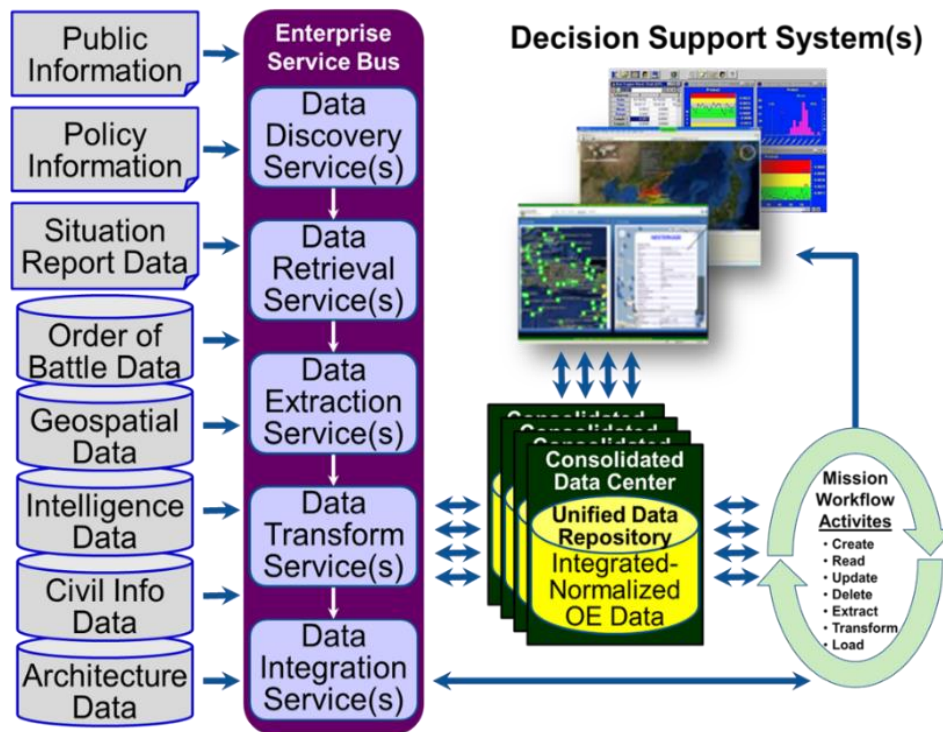 Public
Information
Policy
Information
Situation
Report Data
Order of
Battle Data
Geospatial
Data
Intelligence
Data
Civil Info
Data
Architecture
Data
Enterprise
Service Bus
Data
Discovery
Service(s)
Data
Retrieval
Service(s)
Data
Extraction
Service(s)
Data
Transform
Service(s)
Data
Integration
Service(s)
Decision Support System(s)
Consolidated
Consolidated
Consolidated
Consolidated
Data Center
Unified Data
Repository
Integrated-
Normalized
OE Data
Mission
Workflow
Activites
• Create
• Read
• Update
• Delete
• Extract
• Transform
• Load